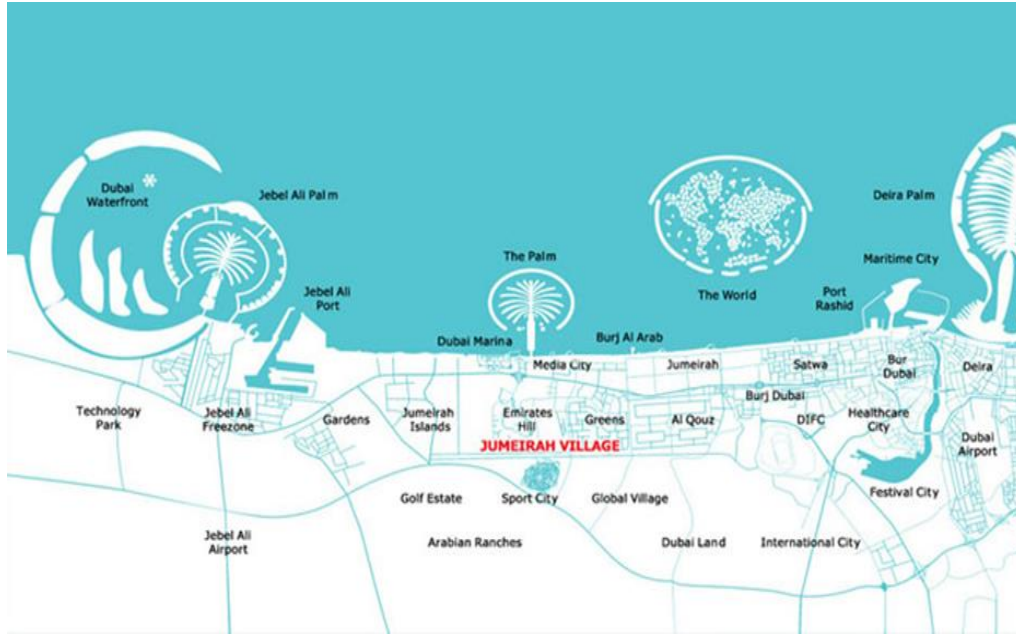 Dubai
Waterfront
Jebel Ali Palm
Deira Palm
The Palm
Maritime City
Jebel Ali
Port
The World
Port
Rashid
Dubai Marina
Burj Al Arab
Media City
Jumeirah
Satwa
Bur
Dubai
Deira
Burj Dubai
Technology
Park
Jebel Ali
Freezone
Gardens
Jumeirah
Islands
Emirates
Hill
Greens
Al Qouz
DIFC
Healthcare
City
JUMEIRAH VILLAGE
Dubai
Airport
Golf Estate
Sport City
Global Village
Festival City
Jebel Ali
Airport
Arabian Ranches
Dubai Land
International City